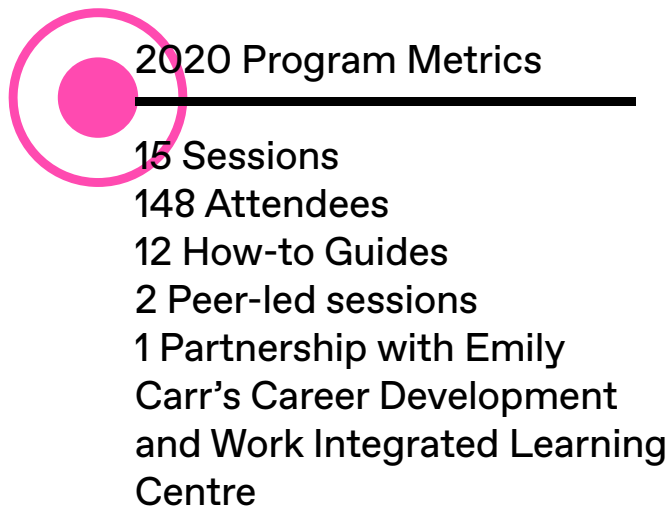 2020 Program Metrics
15 Sessions
148 Attendees
12 How-to Guides
2 Peer-led sessions
1 Partnership with Emily
Carr’s Career Development
and Work Integrated Learning
Centre